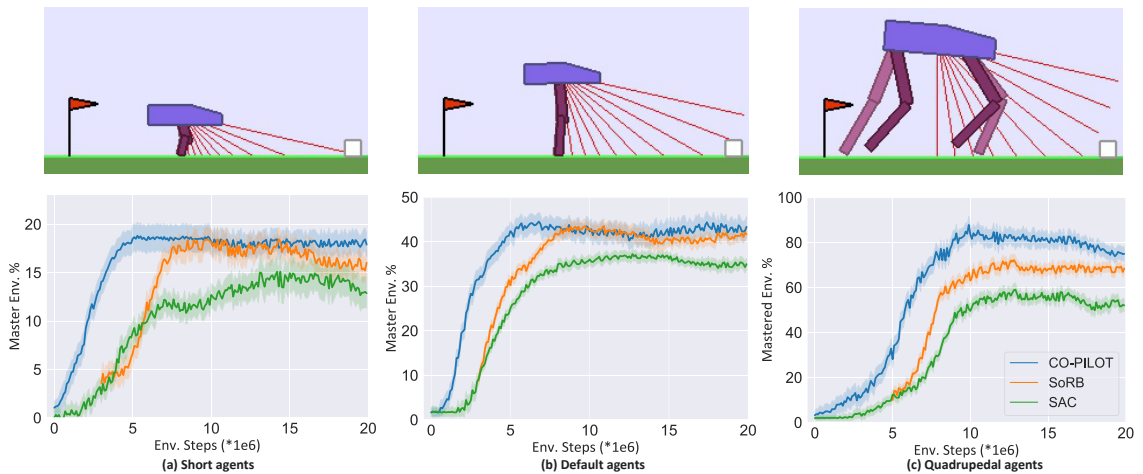 20
15
10
5
0
Master Env. %
0 5 10 15 20
Env. Steps (*1e6)
(a) Short agents
50
40
30
20
10
0
Master Env. %
0 5 10 15 20
Env. Steps (*1e6)
(b) Default agents
100
80
60
40
20
0
Mastered Env. %
CO-PILOT
SoRB
SAC
0 5 10 15 20
Env. Steps (*1e6)
(c) Quadrupedal agents